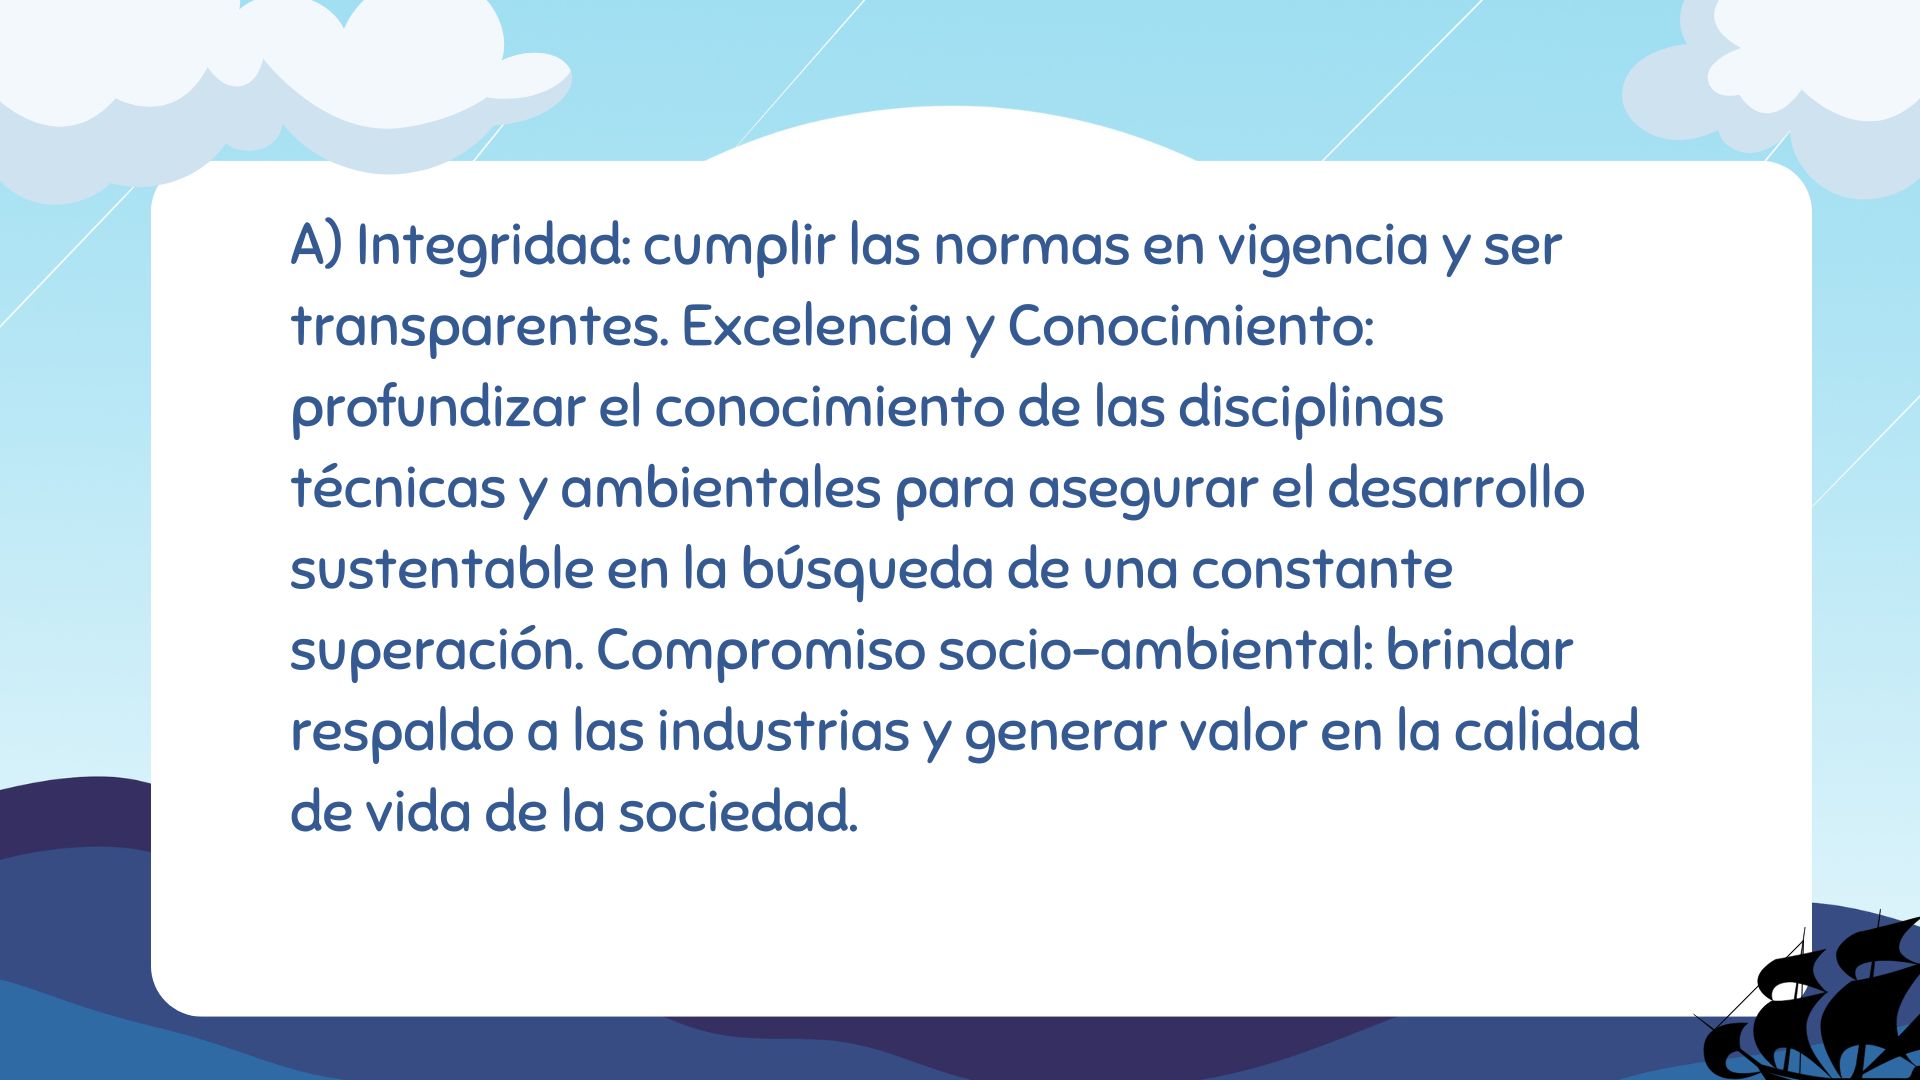 A) Integridad: cumplir las normas en vigencia y ser
transparentes. Excelencia y Conocimiento:
profundizar el conocimiento de las disciplinas
técnicas y ambientales para asegurar el desarrollo
sustentable en la búsqueda de una constante
superación. Compromiso socio-ambiental: brindar
respaldo a las industrias y generar valor en la calidad
de vida de la sociedad.